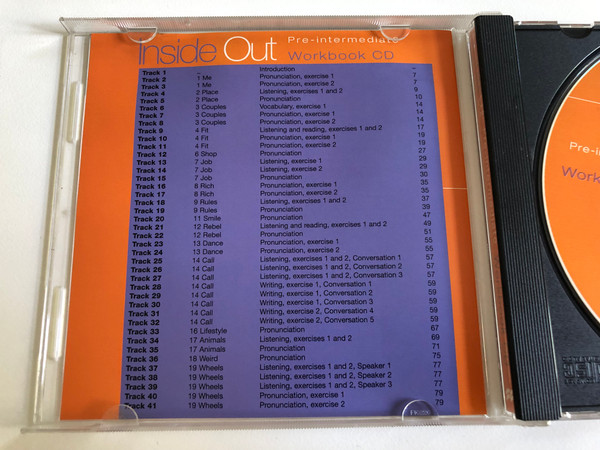 Inside Out Pre-intermediate
Workbook CD
Track 1 – Introduction –
Track 2 1 Me Pronunciation, exercise 1 7
Track 3 1 Me Pronunciation, exercise 2 7
Track 4 2 Place Listening, exercises 1 and 2 9
Track 5 2 Place Pronunciation 10
Track 6 3 Couples Vocabulary, exercise 1 14
Track 7 3 Couples Pronunciation, exercise 1 14
Track 8 3 Couples Pronunciation, exercise 2 14
Track 9 4 Fit Listening and reading, exercises 1 and 2 17
Track 10 4 Fit Pronunciation, exercise 1 19
Track 11 4 Fit Pronunciation, exercise 2 19
Track 12 6 Shop Pronunciation 27
Track 13 7 Job Listening, exercise 1 29
Track 14 7 Job Listening, exercise 2 29
Track 15 7 Job Pronunciation 30
Track 16 8 Rich Pronunciation, exercise 1 35
Track 17 8 Rich Pronunciation, exercise 2 35
Track 18 9 Rules Listening, exercises 1 and 2 37
Track 19 9 Rules Pronunciation 39
Track 20 11 Smile Pronunciation 47
Track 21 12 Rebel Listening and reading, exercises 1 and 2 49
Track 22 12 Rebel Pronunciation 51
Track 23 13 Dance Pronunciation, exercise 1 55
Track 24 13 Dance Pronunciation, exercise 2 55
Track 25 14 Call Listening, exercises 1 and 2, Conversation 1 57
Track 26 14 Call Listening, exercises 1 and 2, Conversation 2 57
Track 27 14 Call Listening, exercises 1 and 2, Conversation 3 57
Track 28 14 Call Writing, exercise 1, Conversation 1 59
Track 29 14 Call Writing, exercise 1, Conversation 2 59
Track 30 14 Call Writing, exercise 1, Conversation 3 59
Track 31 14 Call Writing, exercise 2, Conversation 4 59
Track 32 14 Call Writing, exercise 2, Conversation 5 59
Track 33 16 Lifestyle Pronunciation 67
Track 34 17 Animals Listening, exercises 1 and 2 69
Track 35 17 Animals Pronunciation 71
Track 36 18 Weird Pronunciation 75
Track 37 19 Wheels Listening, exercises 1 and 2, Speaker 1 77
Track 38 19 Wheels Listening, exercises 1 and 2, Speaker 2 77
Track 39 19 Wheels Listening, exercises 1 and 2, Speaker 3 77
Track 40 19 Wheels Pronunciation, exercise 1 79
Track 41 19 Wheels Pronunciation, exercise 2 79
Pre-in
Workb